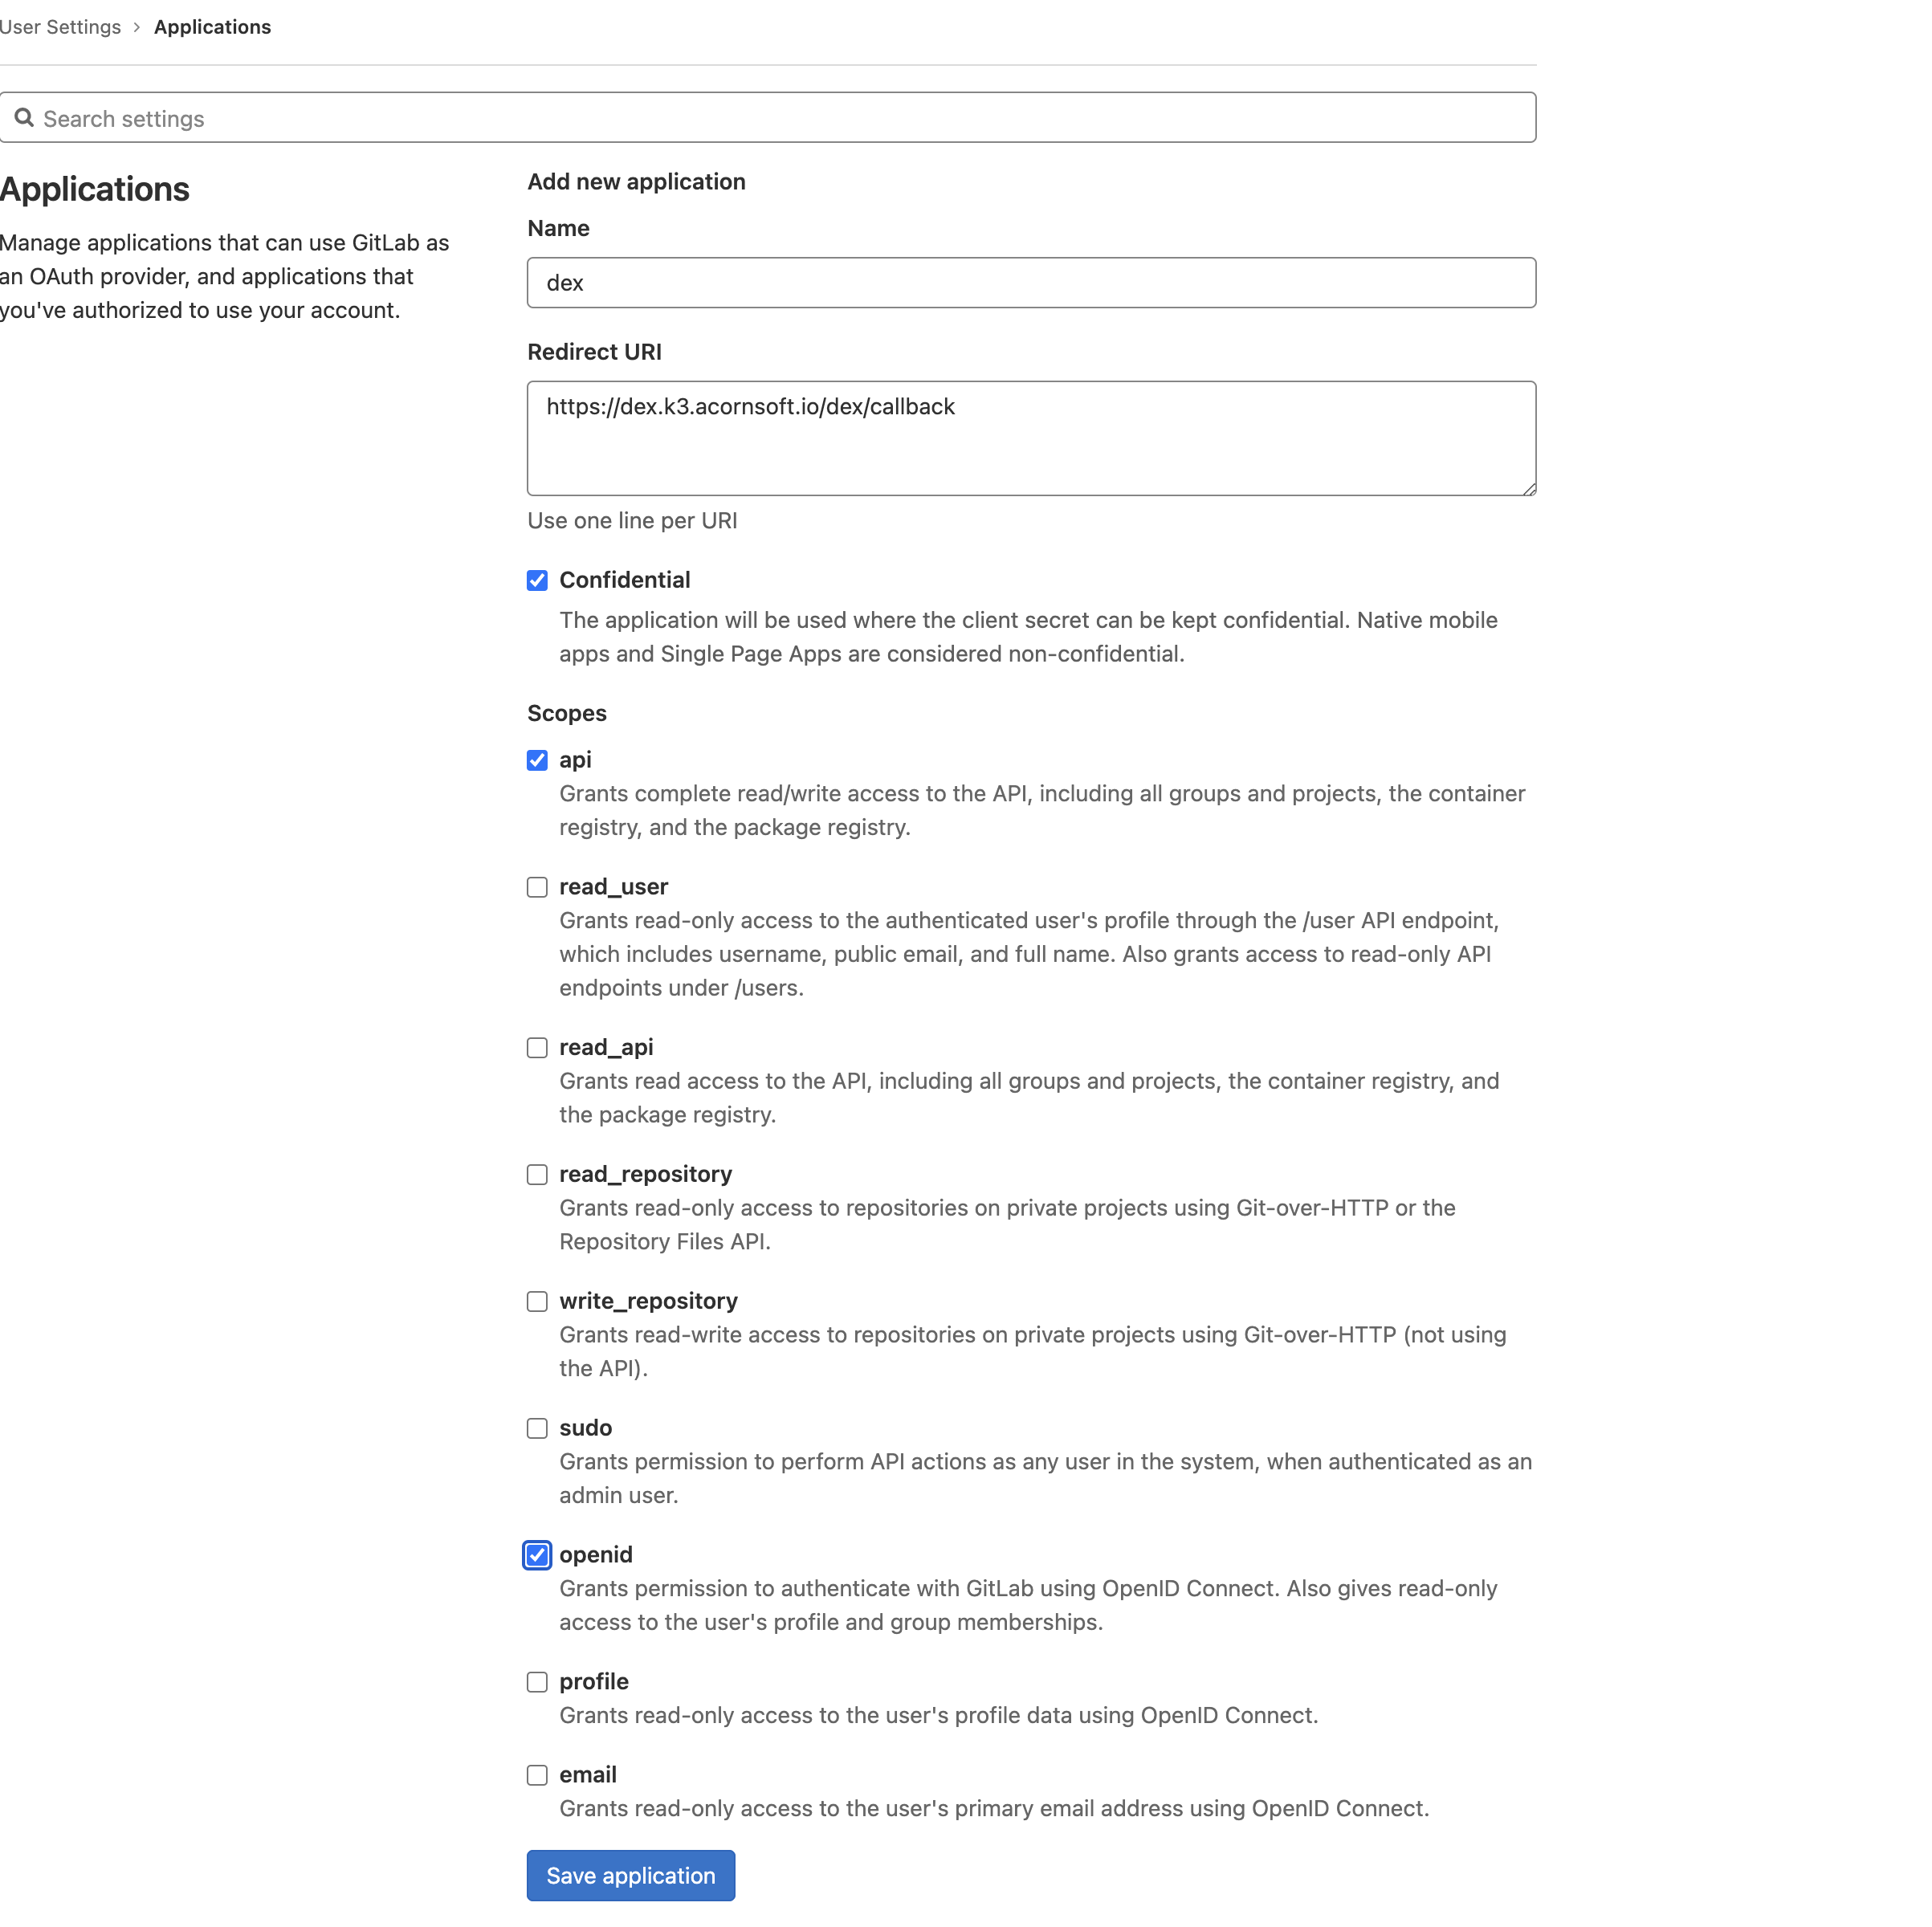 User Settings › Applications
Search settings
Applications
Manage applications that can use GitLab as
an OAuth provider, and applications that
you've authorized to use your account.
Add new application
Name
dex
Redirect URI
https://dex.k3.acornsoft.io/dex/callback
Use one line per URI
Confidential
The application will be used where the client secret can be kept confidential. Native mobile
apps and Single Page Apps are considered non-confidential.
Scopes
api
Grants complete read/write access to the API, including all groups and projects, the container
registry, and the package registry.
read_user
Grants read-only access to the authenticated user's profile through the /user API endpoint,
which includes username, public email, and full name. Also grants access to read-only API
endpoints under /users.
read_api
Grants read access to the API, including all groups and projects, the container registry, and
the package registry.
read_repository
Grants read-only access to repositories on private projects using Git-over-HTTP or the
Repository Files API.
write_repository
Grants read-write access to repositories on private projects using Git-over-HTTP (not using
the API).
sudo
Grants permission to perform API actions as any user in the system, when authenticated as an
admin user.
openid
Grants permission to authenticate with GitLab using OpenID Connect. Also gives read-only
access to the user's profile and group memberships.
profile
Grants read-only access to the user's profile data using OpenID Connect.
email
Grants read-only access to the user's primary email address using OpenID Connect.
Save application